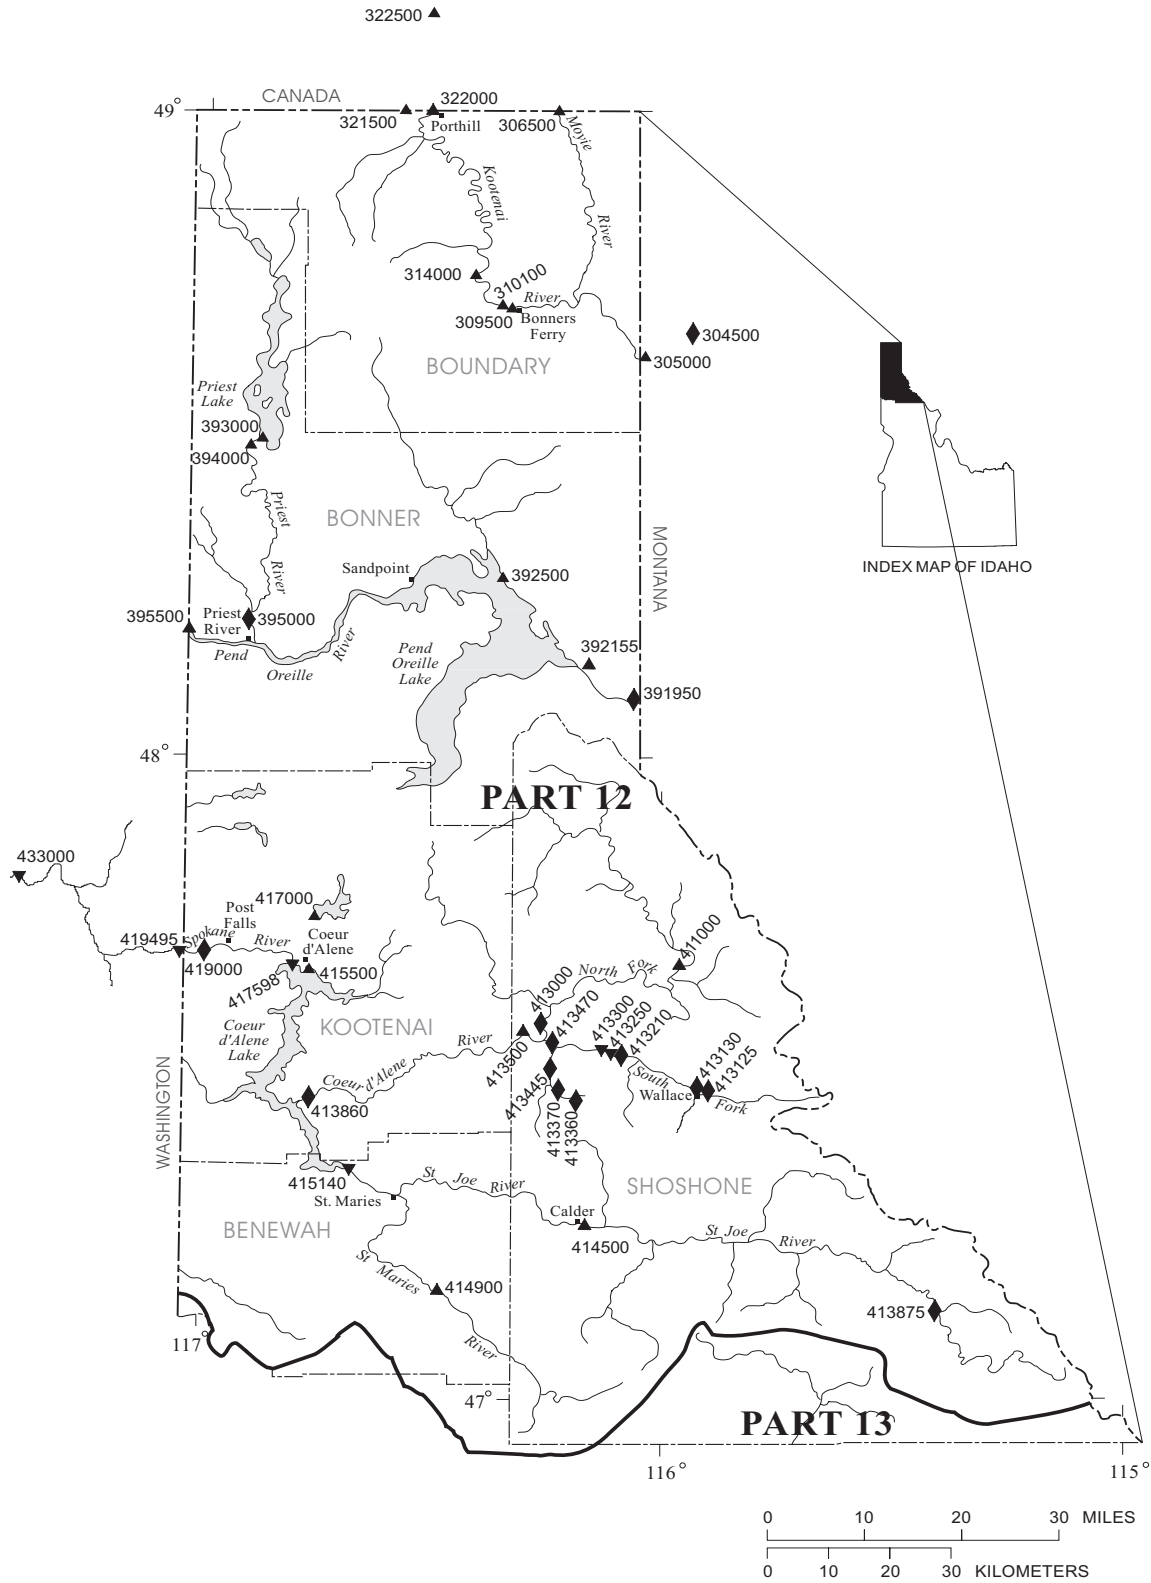 322500
49°
CANADA
322000
321500
Porthill
306500
Moyie
River
Kootenai
314000
310100
River
309500
Bonners
Ferry
304500
305000
BOUNDARY
Priest
Lake
393000
394000
Priest
River
BONNER
MONTANA
INDEX MAP OF IDAHO
Sandpoint
392500
395500
Priest
River
395000
Pend
Oreille
River
Pend
Oreille
Lake
392155
391950
48°
PART 12
433000
417000
Post
Falls
Coeur
d'Alene
419495
Spokane
River
419000
417598
415500
411000
North
Fork
413000
413470
413300
413250
413210
Coeur
d'Alene
Lake
KOOTENAI
River
413500
413130
413125
South
Fork
Wallace
WASHINGTON
Coeur d'Alene
413860
413445
413370
413360
415140
St. Maries
St
Joe
River
SHOSHONE
Calder
414500
BENEWAH
St Joe
River
St
Maries
414900
River
413875
117°
47°
PART 13
116°
115°
0 10 20 30 MILES
0 10 20 30 KILOMETERS